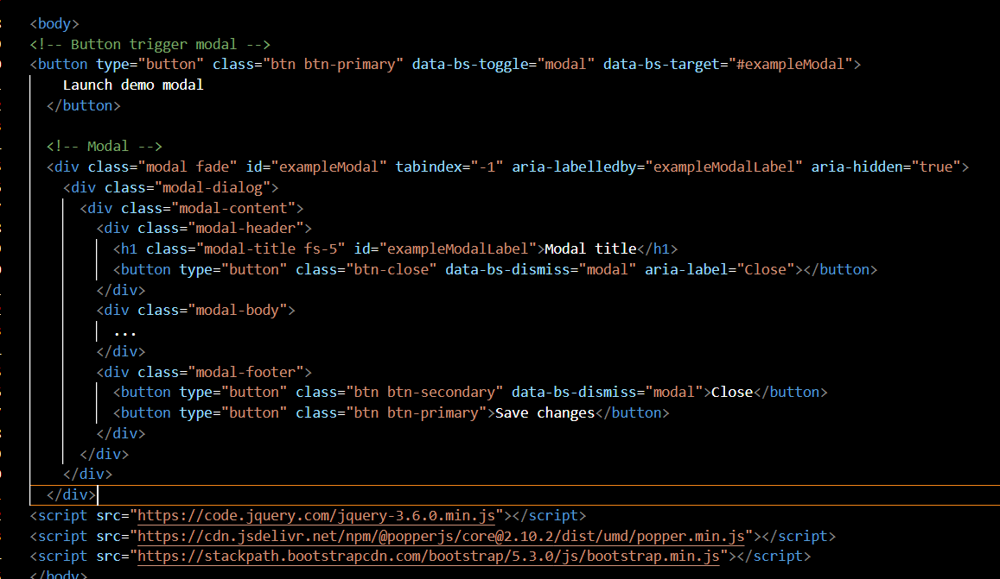 <body>
<!-- Button trigger modal -->
<button type="button" class="btn btn-primary" data-bs-toggle="modal" data-bs-target="#exampleModal">
Launch demo modal
</button>
<!-- Modal -->
<div class="modal fade" id="exampleModal" tabindex="-1" aria-labelledby="exampleModalLabel" aria-hidden="true">
<div class="modal-dialog">
<div class="modal-content">
<div class="modal-header">
<h1 class="modal-title fs-5" id="exampleModalLabel">Modal title</h1>
<button type="button" class="btn-close" data-bs-dismiss="modal" aria-label="Close"></button>
</div>
<div class="modal-body">
...
</div>
<div class="modal-footer">
<button type="button" class="btn btn-secondary" data-bs-dismiss="modal">Close</button>
<button type="button" class="btn btn-primary">Save changes</button>
</div>
</div>
</div>
</div>
<script src="https://code.jquery.com/jquery-3.6.0.min.js"></script>
<script src="https://cdn.jsdelivr.net/npm/@popperjs/core@2.10.2/dist/umd/popper.min.js"></script>
<script src="https://stackpath.bootstrapcdn.com/bootstrap/5.3.0/js/bootstrap.min.js"></script>
</body>